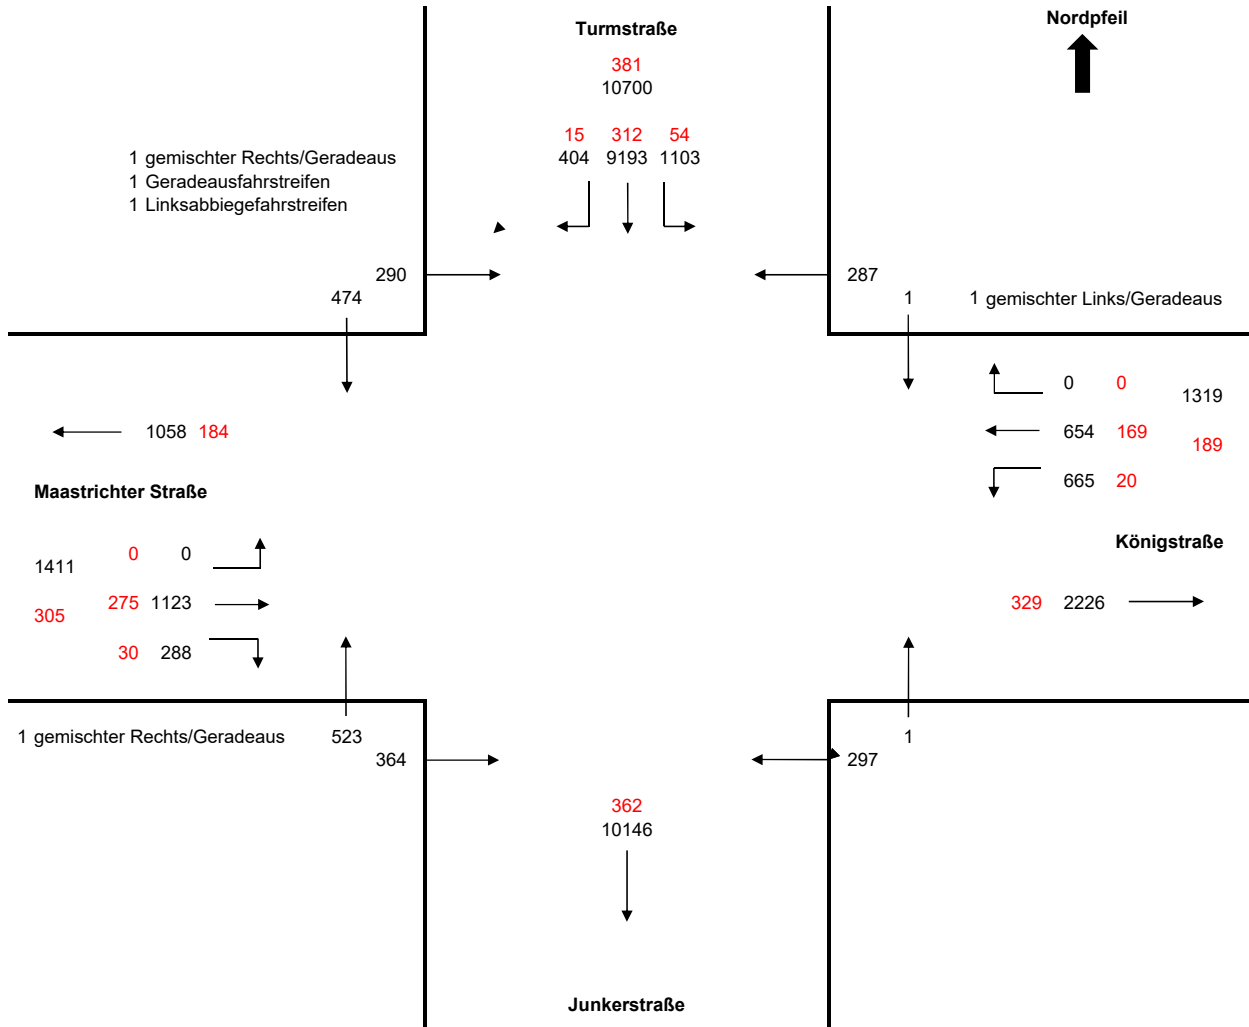 Nordpfeil
Turmstraße
381
10700
15 312 54
404 9193 1103
1 gemischter Rechts/Geradeaus
1 Geradeausfahrstreifen
1 Linksabbiegefahrstreifen
290
474
287
1
1 gemischter Links/Geradeaus
0 0
1319
654 169
189
665 20
1058 184
Maastrichter Straße
Königstraße
0 0
1411
275 1123
305
30 288
329 2226
1 gemischter Rechts/Geradeaus
523
364
1
297
362
10146
Junkerstraße